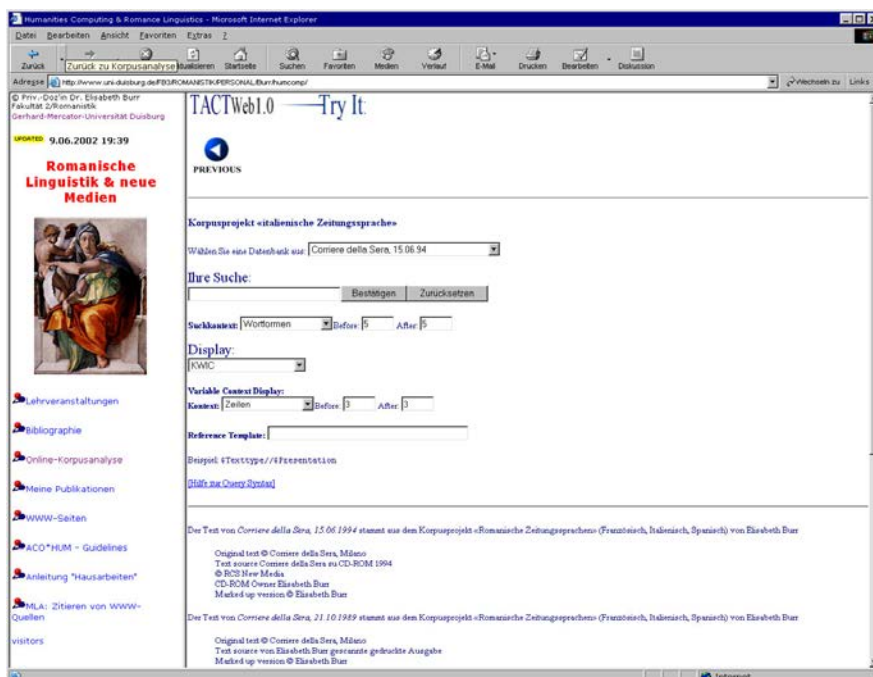 Humanities Computing & Romance Linguistics - Microsoft Internet Explorer
Datei Bearbeiten Ansicht Favoriten Extras ?
Zurück Zurück zu Korpusanalyse Aktualisieren Startseite Suchen Favoriten Medien Verlauf E-Mail Drucken Bearbeiten Diskussion
Adresse http://www.uni-duisburg.de/FB3/ROMANISTIK/PERSONAL/Burr/humcomp/ Wechseln zu Links
© Priv.-Doz'in Dr. Elisabeth Burr
Fakultät 2/Romanistik
Gerhard-Mercator-Universität Duisburg
UPDATED 9.06.2002 19:39
Romanische
Linguistik & neue
Medien
Lehrveranstaltungen
Bibliographie
Online-Korpusanalyse
Meine Publikationen
WWW-Seiten
ACO*HUM - Guidelines
Anleitung "Hausarbeiten"
MLA: Zitieren von WWW-
Quellen
visitors
TACTWeb1.0 Try It:
PREVIOUS
Korpusprojekt «italienische Zeitungssprache»
Wählen Sie eine Datenbank aus: Corriere della Sera, 15.06.94
Ihre Suche:
Bestätigen Zurücksetzen
Suchkontext: Wortformen Before: 5 After: 5
Display:
KWIC
Variable Context Display:
Kontext: Zeilen Before: 3 After: 3
Reference Template:
Beispiel: $Texttype//$Presentation
[Hilfe zur Query Syntax]
Der Text von Corriere della Sera, 15.06.1994 stammt aus dem Korpusprojekt «Romanische Zeitungssprachen» (Französisch, Italienisch, Spanisch) von Elisabeth Burr
Original text © Corriere della Sera, Milano
Text source Corriere della Sera su CD-ROM 1994
© RCS New Media
CD-ROM Owner Elisabeth Burr
Marked up version © Elisabeth Burr
Der Text von Corriere della Sera, 21.10.1989 stammt aus dem Korpusprojekt «Romanische Zeitungssprachen» (Französisch, Italienisch, Spanisch) von Elisabeth Burr
Original text © Corriere della Sera, Milano
Text source von Elisabeth Burr gescannte gedruckte Ausgabe
Marked up version © Elisabeth Burr
Internet